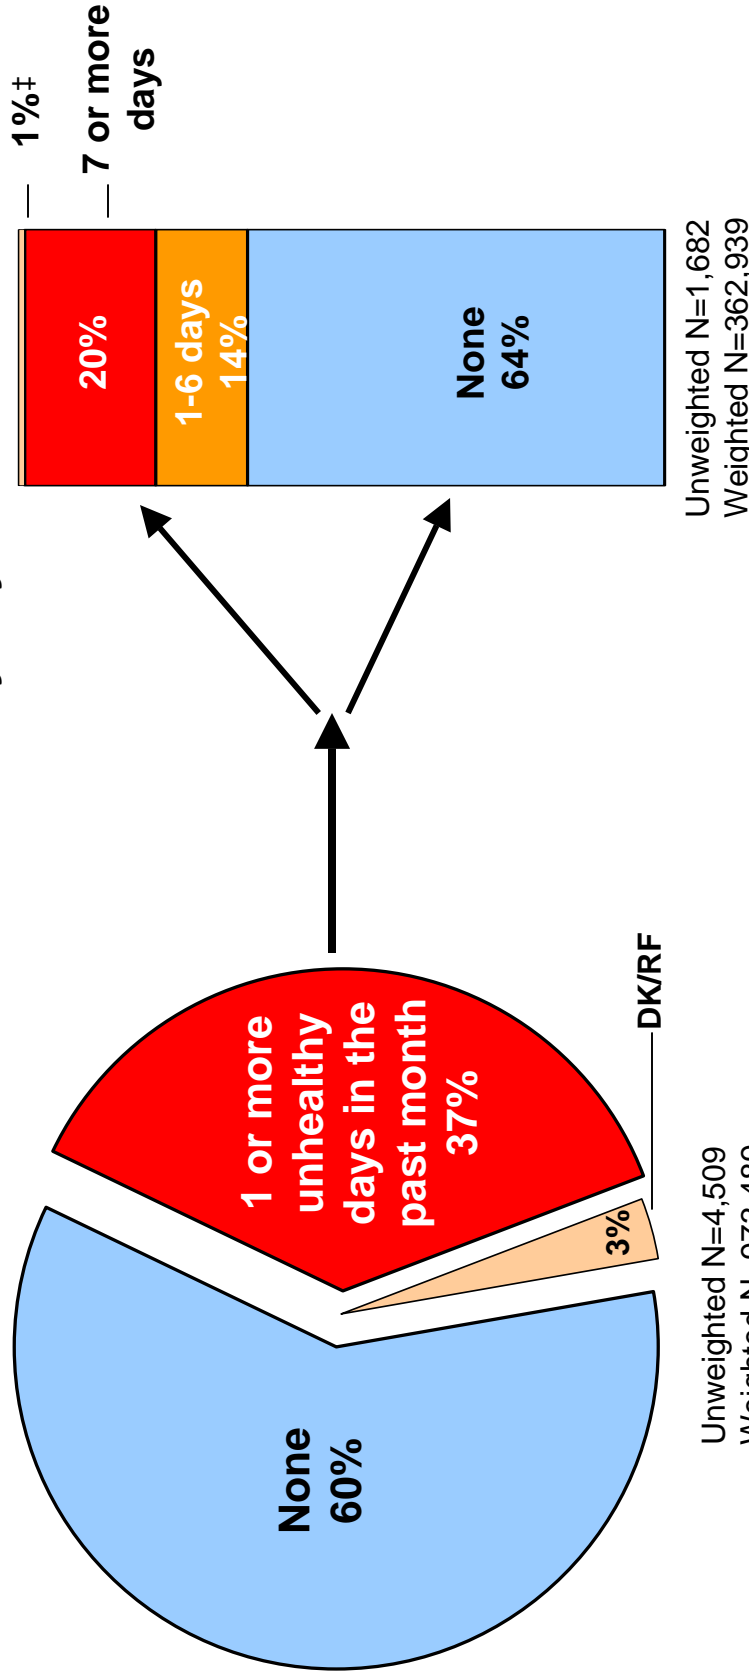 None
60%
1 or more
unhealthy
days in the
past month
37%
3%
DK/RF
Unweighted N=4,509
1%‡
7 or more
days
20%
1-6 days
14%
None
64%
Unweighted N=1,682
Weighted N=362,939